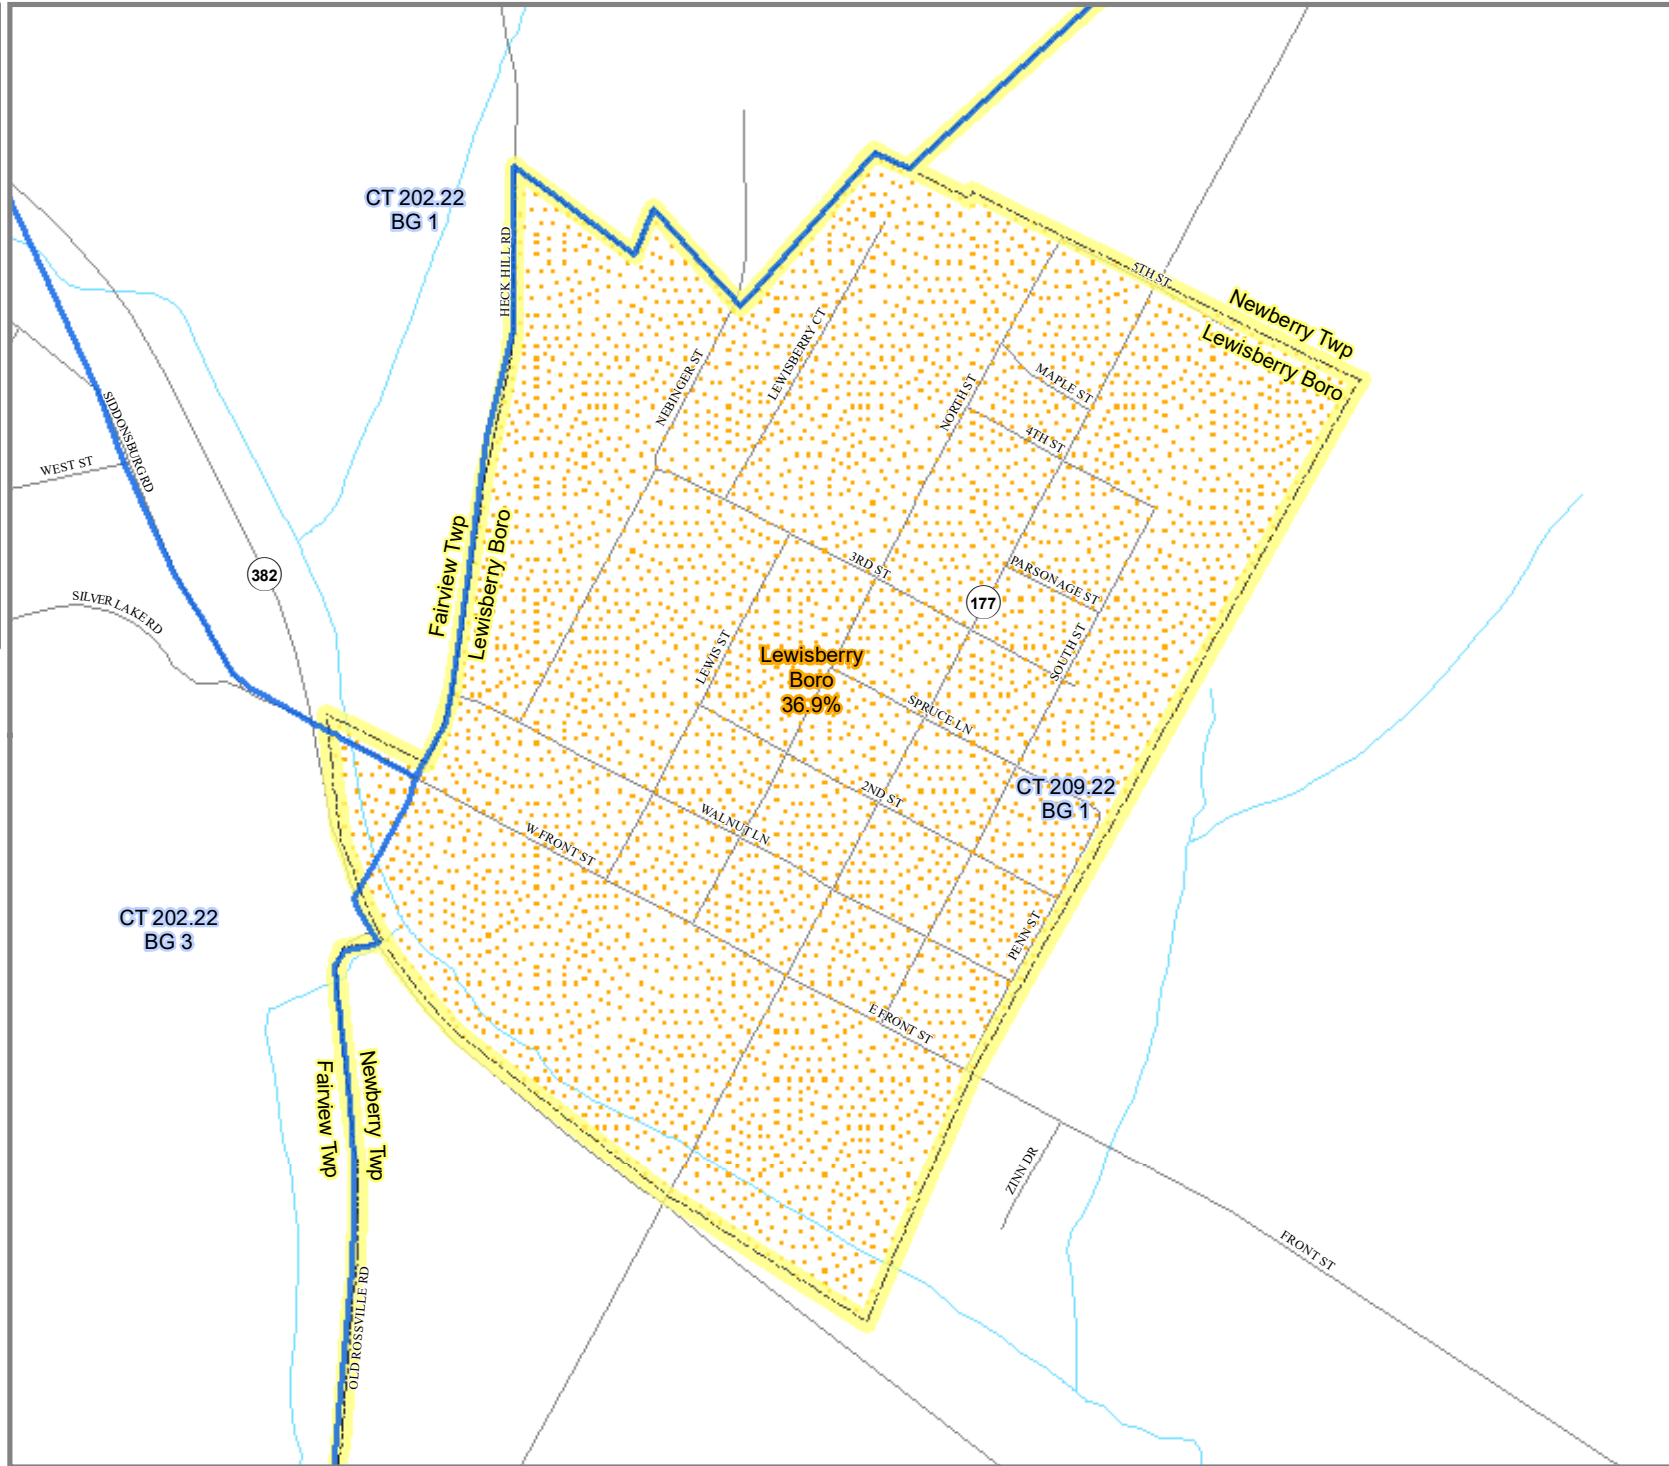 CT 202.22
BG 1
HECK HILL RD
5TH ST
Newberry Twp
Lewisberry Boro
NEBINGER ST
LEWISBERRY CT
MAPLE ST
NORTH ST
4TH ST
SIDDONSBURG RD
WEST ST
382
SILVER LAKE RD
Fairview Twp
Lewisberry Boro
3RD ST
PARSONAGE ST
177
LEWIS ST
SOUTH ST
Lewisberry
Boro
36.9%
SPRUCE LN
CT 209.22
BG 1
2ND ST
WALNUT LN
W FRONT ST
CT 202.22
BG 3
PENN ST
E FRONT ST
Newberry Twp
Fairview Twp
ZINN DR
FRONT ST
OLD ROSSVILLE RD